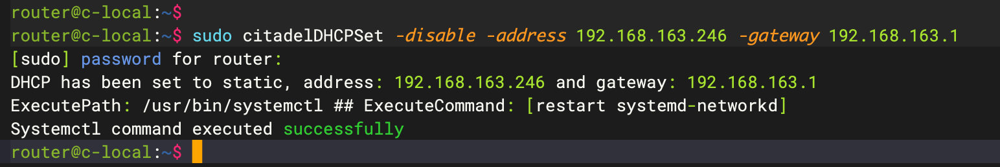 router@c-local:~$
router@c-local:~$ sudo citadelDHCPSet -disable -address 192.168.163.246 -gateway 192.168.163.1
[sudo] password for router:
DHCP has been set to static, address: 192.168.163.246 and gateway: 192.168.163.1
ExecutePath: /usr/bin/systemctl ## ExecuteCommand: [restart systemd-networkd]
Systemctl command executed successfully
router@c-local:~$